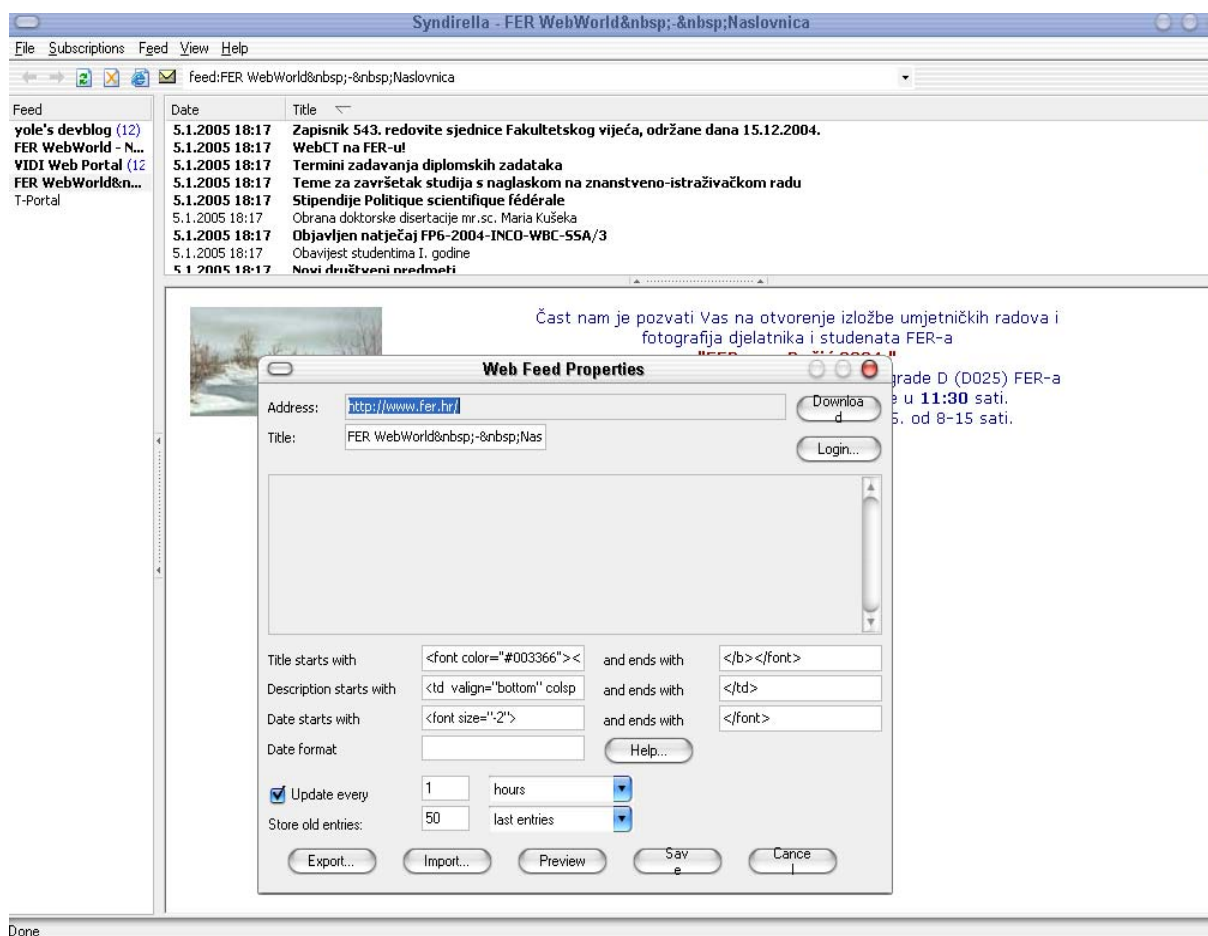 Syndirella - FER WebWorld&nbsp;-&nbsp;Naslovnica
File Subscriptions Feed View Help
feed:FER WebWorld&nbsp;-&nbsp;Naslovnica
Feed
yole's devblog (12)
FER WebWorld - N...
VIDI Web Portal (12
FER WebWorld&n...
T-Portal
Date Title
5.1.2005 18:17 Zapisnik 543. redovite sjednice Fakultetskog vijeća, održane dana 15.12.2004.
5.1.2005 18:17 WebCT na FER-u!
5.1.2005 18:17 Termini zadavanja diplomskih zadataka
5.1.2005 18:17 Teme za završetak studija s naglaskom na znanstveno-istraživačkom radu
5.1.2005 18:17 Stipendije Politique scientifique fédérale
5.1.2005 18:17 Obrana doktorske disertacije mr.sc. Maria Kušeka
5.1.2005 18:17 Objavljen natječaj FP6-2004-INCO-WBC-SSA/3
5.1.2005 18:17 Obavijest studentima I. godine
5.1.2005 18:17 Novi društveni predmeti
Čast nam je pozvati Vas na otvorenje izložbe umjetničkih radova i
fotografija djelatnika i studenata FER-a
grade D (D025) FER-a
u 11:30 sati.
od 8-15 sati.
Web Feed Properties
Address: http://www.fer.hr/
Downloa
d
Title: FER WebWorld&nbsp;-&nbsp;Nas
Login...
Title starts with <font color="#003366">< and ends with </b></font>
Description starts with <td valign="bottom" colsp and ends with </td>
Date starts with <font size="-2"> and ends with </font>
Date format Help...
Update every 1 hours
Store old entries: 50 last entries
Export... Import... Preview Sav
e Cance
l
Done